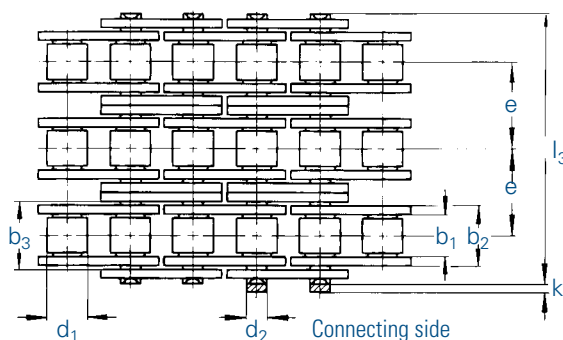 e
l₃
e
b₃
b₁
b₂
k
d₁
d₂
Connecting side